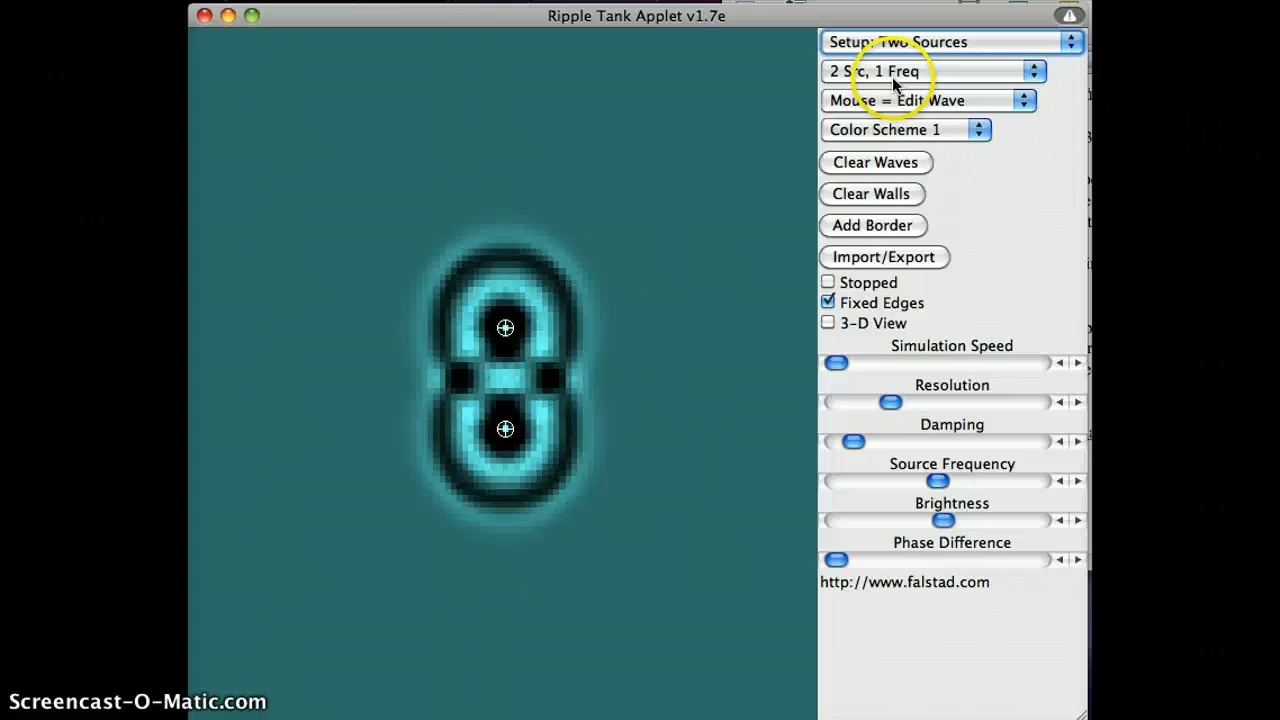 Ripple Tank Applet v1.7e
Setup: Two Sources
2 Src, 1 Freq
Mouse = Edit Wave
Color Scheme 1
Clear Waves
Clear Walls
Add Border
Import/Export
Stopped
Fixed Edges
3-D View
Simulation Speed
Resolution
Damping
Source Frequency
Brightness
Phase Difference
http://www.falstad.com
Screencast-O-Matic.com